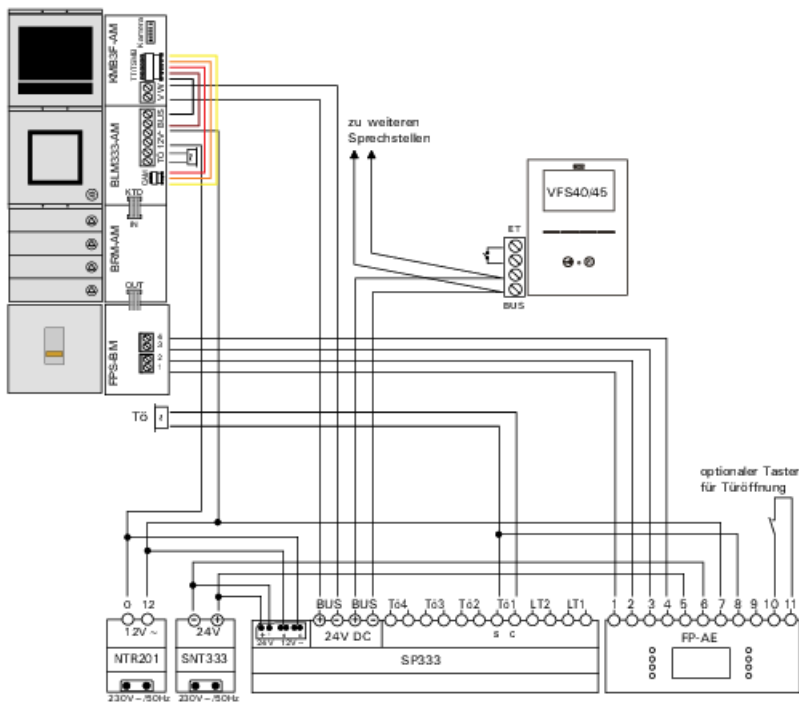 KMB3F-AM
Kamera
TT/TSMB
V W
BLM333-AM
TÖ 12V~ BUS
CAM
KTD
IN
BRM-AM
OUT
FPS-BM
4
3
2
1
zu weiteren
Sprechstellen
VFS40/45
ET
BUS
Tö
optionaler Taster
für Türöffnung
0 12
12V ~
NTR201
230V~/50Hz
24V
SNT333
230V~/50Hz
BUS BUS Tö4 Tö3 Tö2 Tö1 LT2 LT1
24V 12V~
24V DC
S C
SP333
1 2 3 4 5 6 7 8 9 10 11
FP-AE